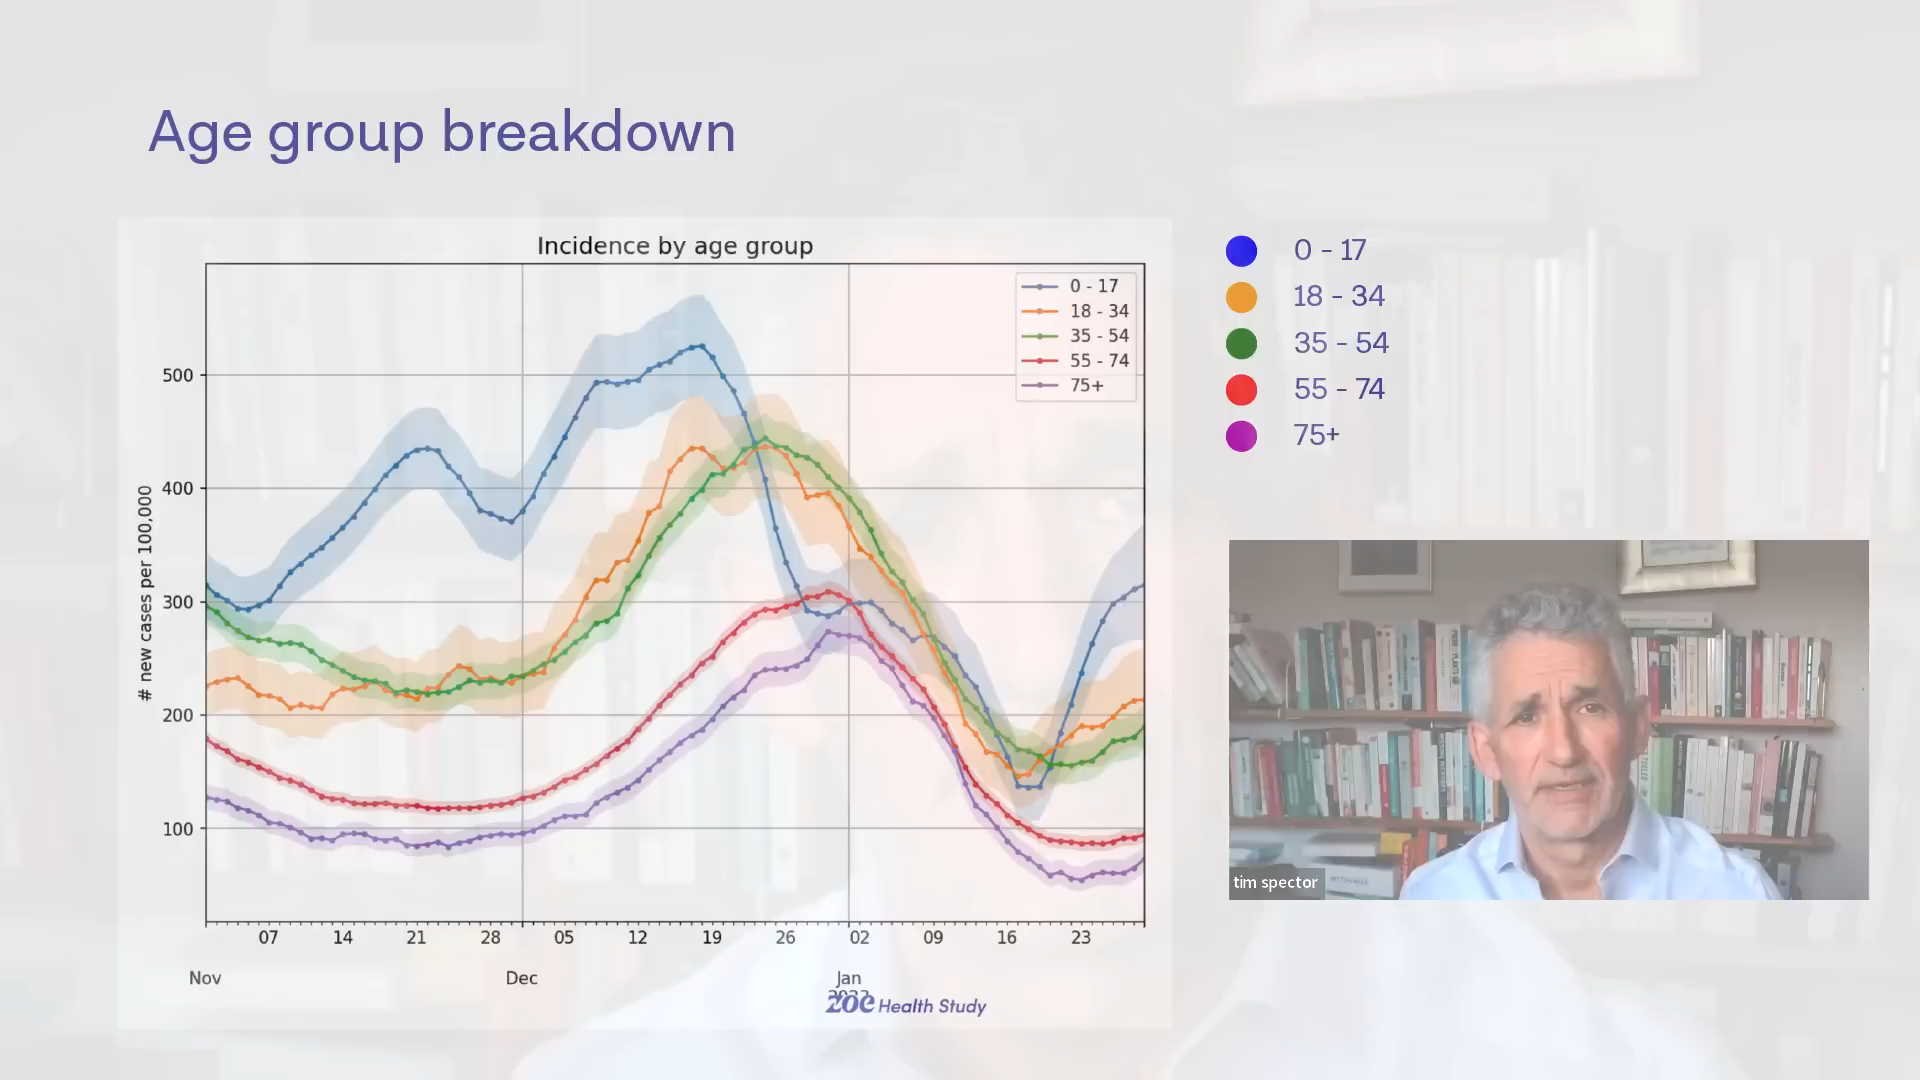 Age group breakdown
Incidence by age group
0 - 17
18 - 34
35 - 54
55 - 74
75+
# new cases per 100,000
500
400
300
200
100
07 14 21 28 05 12 19 26 02 09 16 23
Nov Dec Jan
2023
zoe Health Study
0 - 17
18 - 34
35 - 54
55 - 74
75+
tim spector